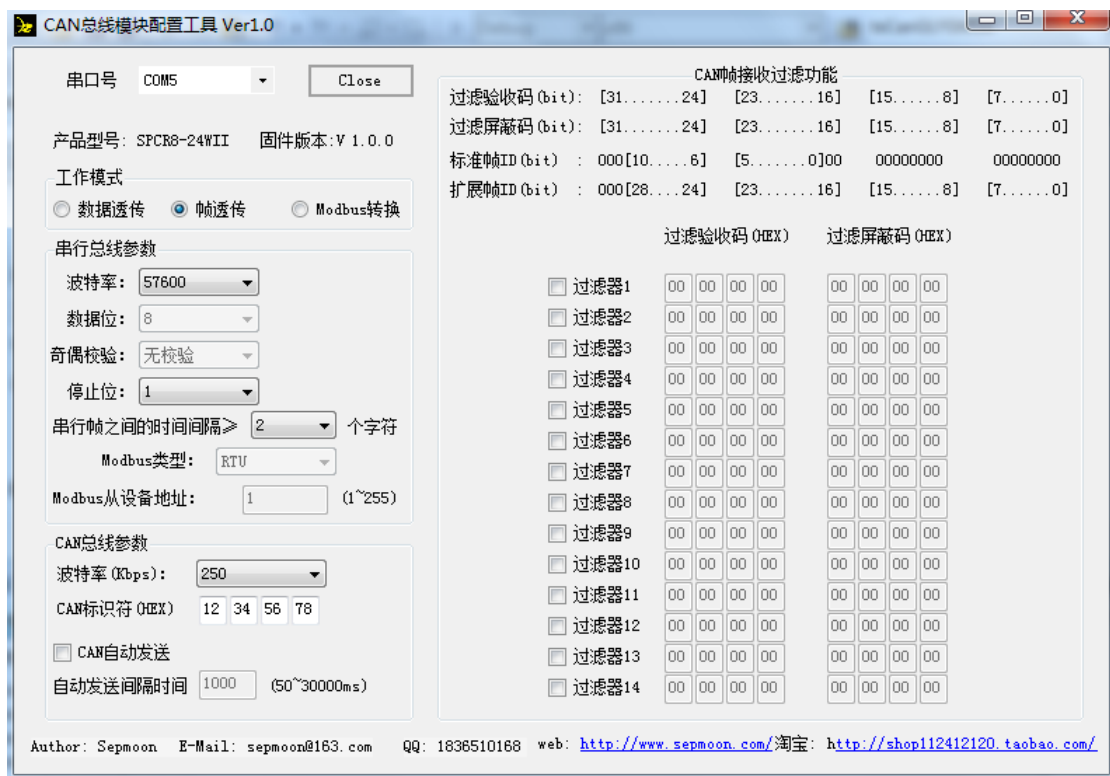 CAN总线模块配置工具 Ver1.0
串口号 COM5 Close
产品型号: SPCR8-24WII 固件版本:V 1.0.0
工作模式
数据透传 帧透传 Modbus转换
串行总线参数
波特率: 57600
数据位: 8
奇偶校验: 无校验
停止位: 1
串行帧之间的时间间隔≥ 2 个字符
Modbus类型: RTU
Modbus从设备地址: 1 (1~255)
CAN总线参数
波特率(Kbps): 250
CAN标识符(HEX) 12 34 56 78
CAN自动发送
自动发送间隔时间 1000 (50~30000ms)
CAN帧接收过滤功能
过滤验收码(bit): [31.......24] [23.......16] [15......8] [7......0]
过滤屏蔽码(bit): [31.......24] [23.......16] [15......8] [7......0]
标准帧ID(bit) : 000[10.....6] [5.......0]00 00000000 00000000
扩展帧ID(bit) : 000[28....24] [23.......16] [15......8] [7......0]
过滤验收码(HEX) 过滤屏蔽码(HEX)
过滤器1 00 00 00 00 00 00 00 00
过滤器2 00 00 00 00 00 00 00 00
过滤器3 00 00 00 00 00 00 00 00
过滤器4 00 00 00 00 00 00 00 00
过滤器5 00 00 00 00 00 00 00 00
过滤器6 00 00 00 00 00 00 00 00
过滤器7 00 00 00 00 00 00 00 00
过滤器8 00 00 00 00 00 00 00 00
过滤器9 00 00 00 00 00 00 00 00
过滤器10 00 00 00 00 00 00 00 00
过滤器11 00 00 00 00 00 00 00 00
过滤器12 00 00 00 00 00 00 00 00
过滤器13 00 00 00 00 00 00 00 00
过滤器14 00 00 00 00 00 00 00 00
Author: Sepmoon E-Mail: sepmoon@163.com QQ: 1836510168 web: http://www.sepmoon.com/淘宝: http://shop112412120.taobao.com/